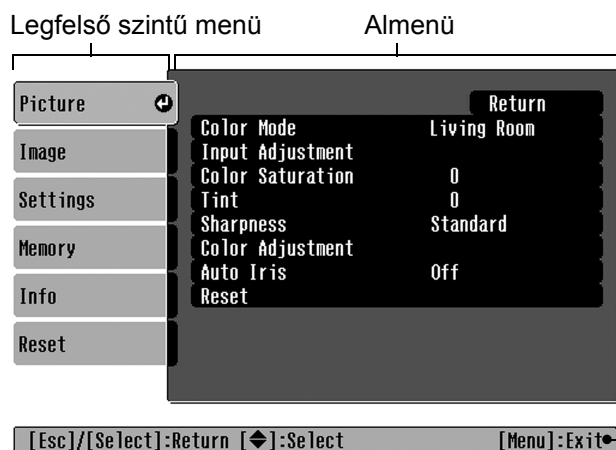 Legfelső szintű menü Almenü
Picture
Image
Settings
Memory
Info
Reset
Return
Color Mode Living Room
Input Adjustment
Color Saturation 0
Tint 0
Sharpness Standard
Color Adjustment
Auto Iris Off
Reset
[Esc]/[Select]:Return [◆]:Select [Menu]:Exit